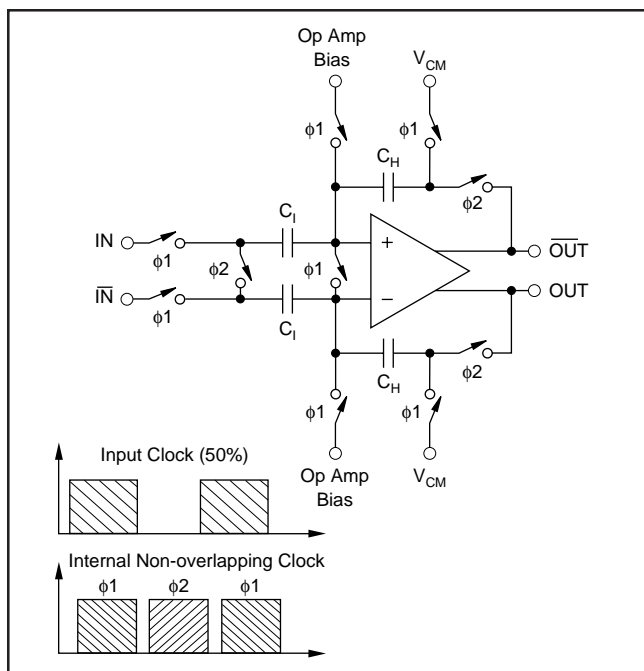 Op Amp
Bias
V_CM
φ1
φ1
C_H
φ2
IN
φ1
C_I
φ2
φ1
+
OUT̅
I̅N̅
φ1
C_I
−
OUT
C_H
φ2
φ1
φ1
Op Amp
Bias
V_CM
Input Clock (50%)
Internal Non-overlapping Clock
φ1 φ2 φ1